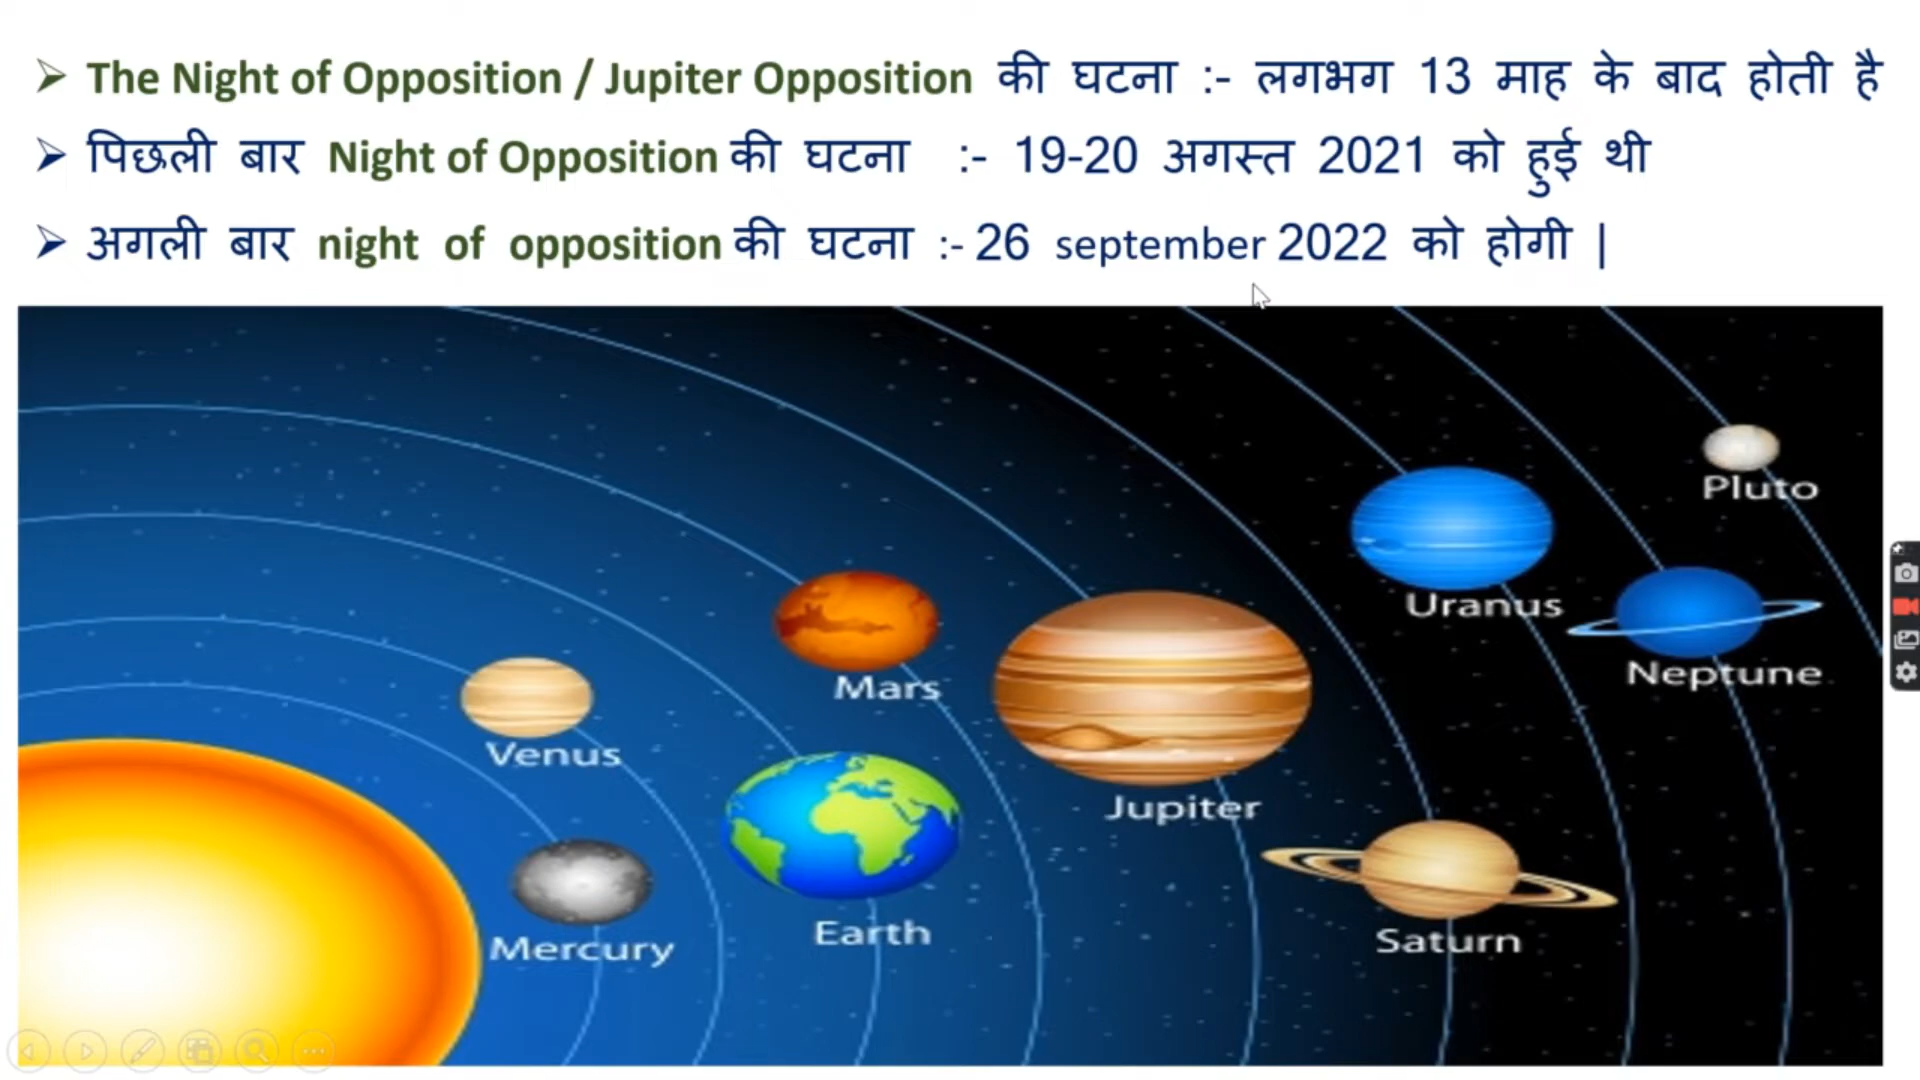 ➢ The Night of Opposition / Jupiter Opposition की घटना :- लगभग 13 माह के बाद होती है
➢ पिछली बार Night of Opposition की घटना :- 19-20 अगस्त 2021 को हुई थी
➢ अगली बार night of opposition की घटना :- 26 september 2022 को होगी |
Pluto
Uranus
Neptune
Mars
Venus
Jupiter
Earth
Saturn
Mercury